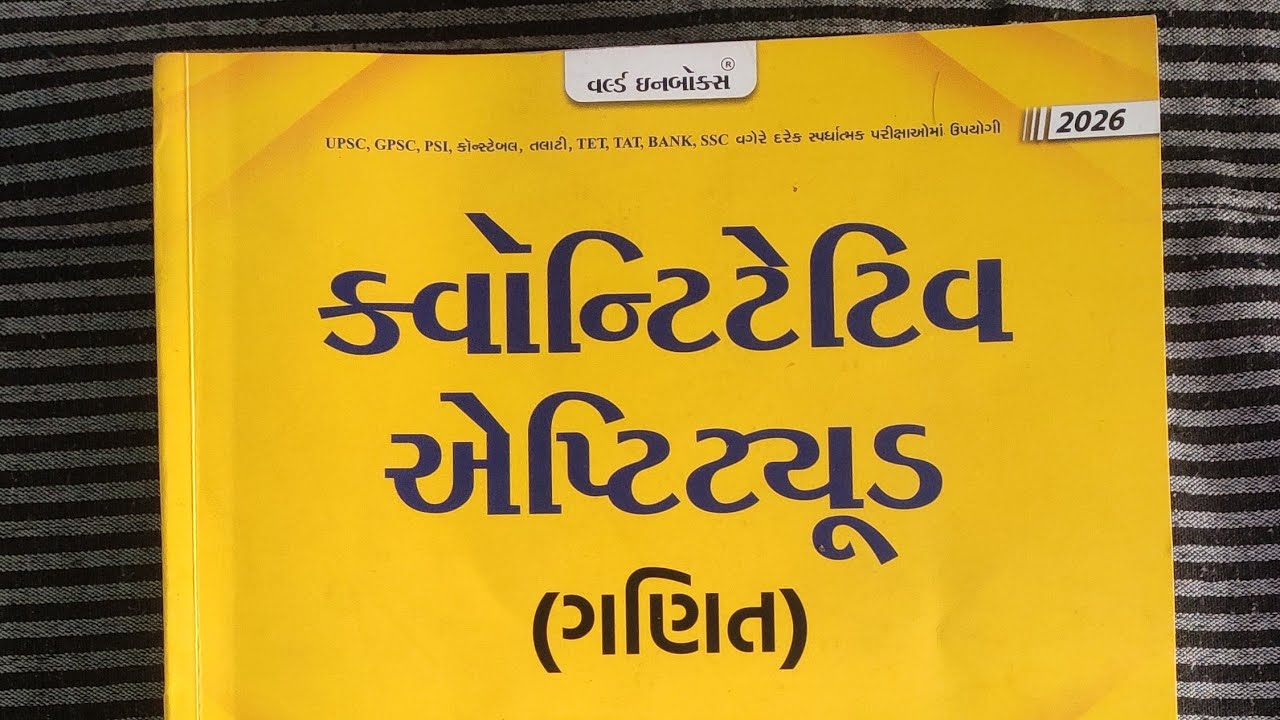 વર્લ્ડ ઇનબોક્સ®
UPSC, GPSC, PSI, કોન્સ્ટેબલ, તલાટી, TET, TAT, BANK, SSC વગેરે દરેક સ્પર્ધાત્મક પરીક્ષાઓમાં ઉપયોગી
2026
ક્વોન્ટિટેટિવ
એપ્ટિટ્યૂડ
(ગણિત)